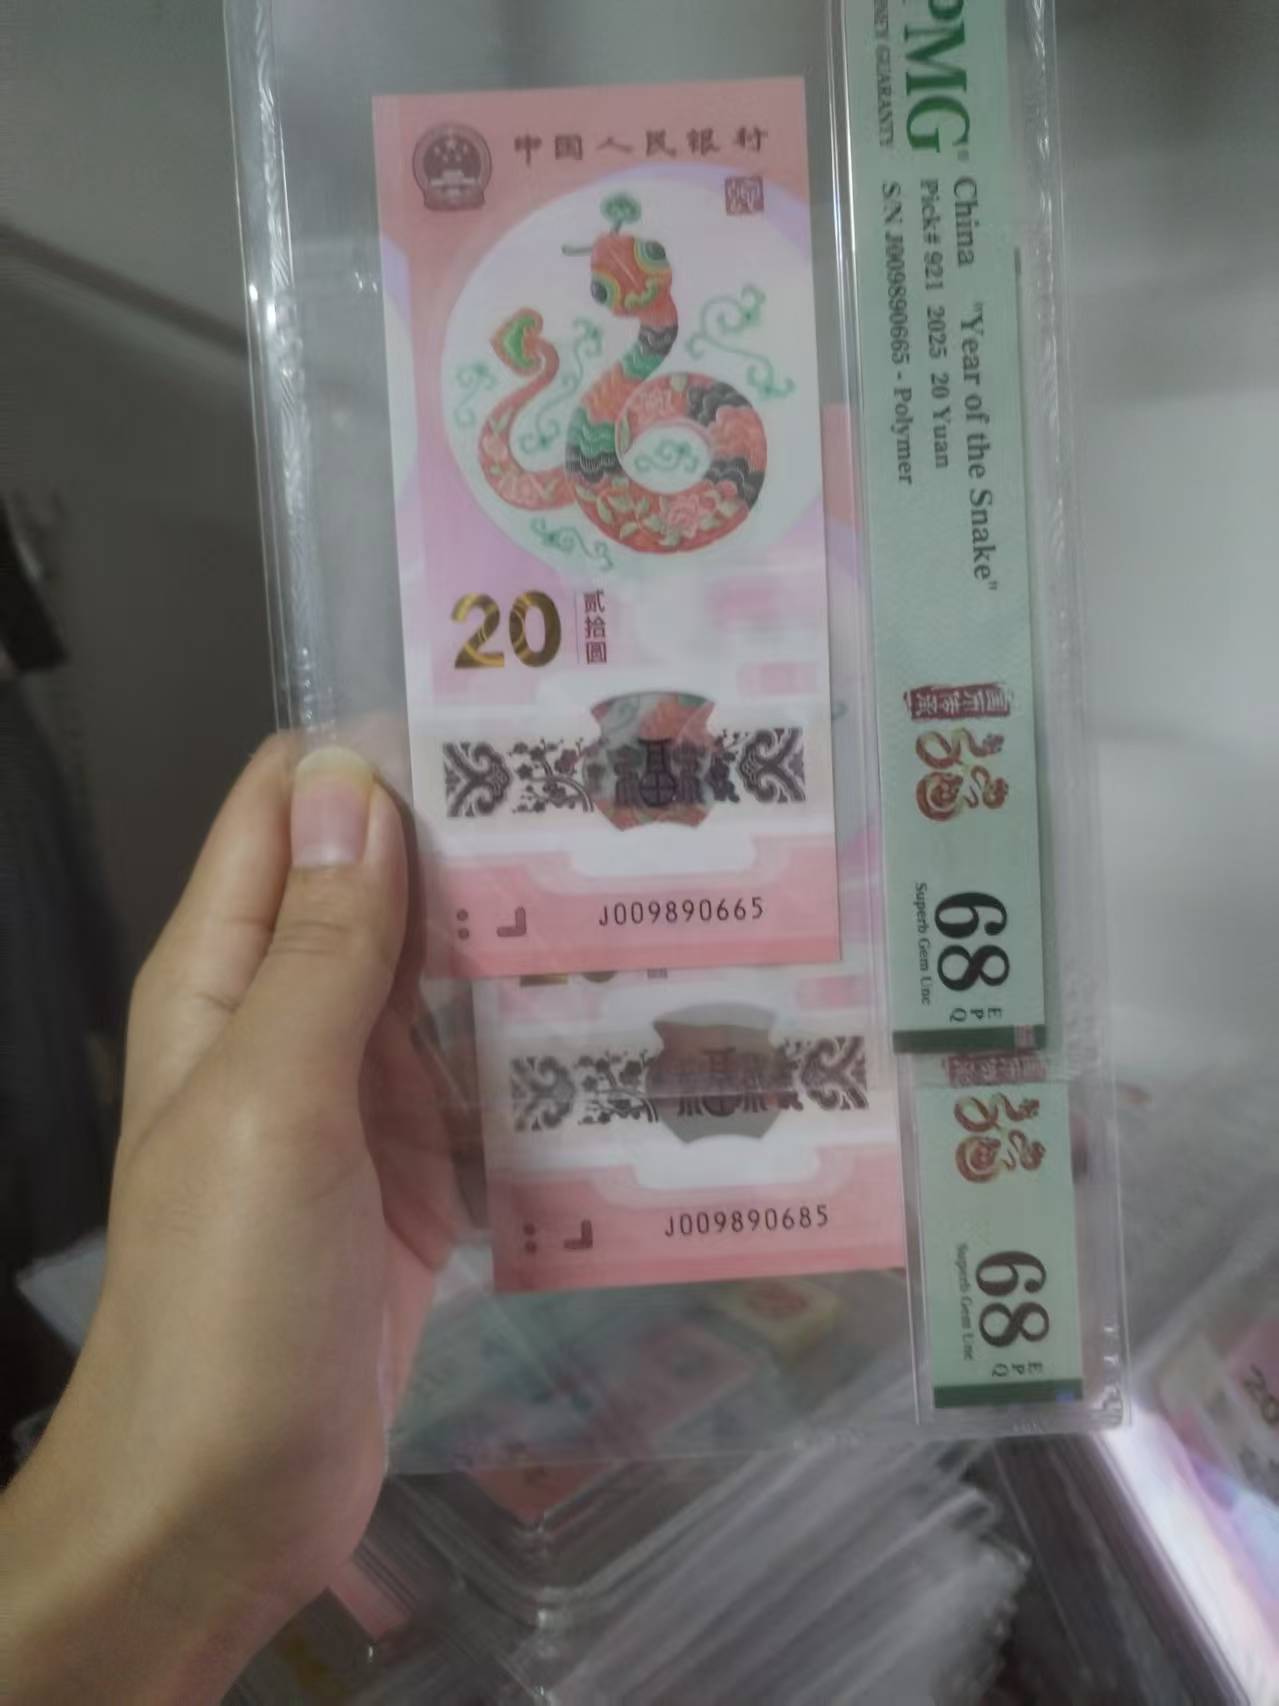 中国人民银行
20
贰拾圆
J009890665
PMG
China "Year of the Snake"
Pick# 921 2025 20 Yuan
S/N J009890665 - Polymer
68
EPQ
Superb Gem Unc
J009890685
68
EPQ
Superb Gem Unc
20